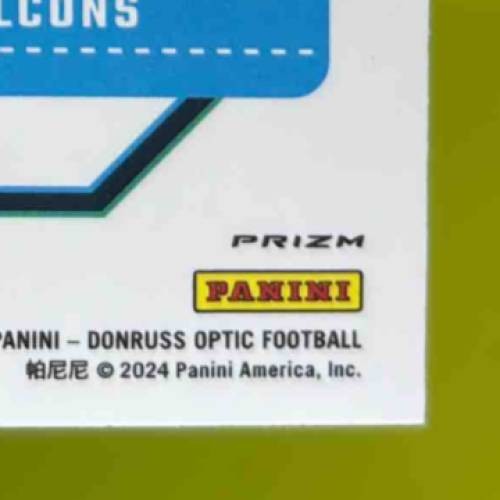 LCONS
PRIZM
PANINI
PANINI – DONRUSS OPTIC FOOTBALL
帕尼尼 © 2024 Panini America, Inc.